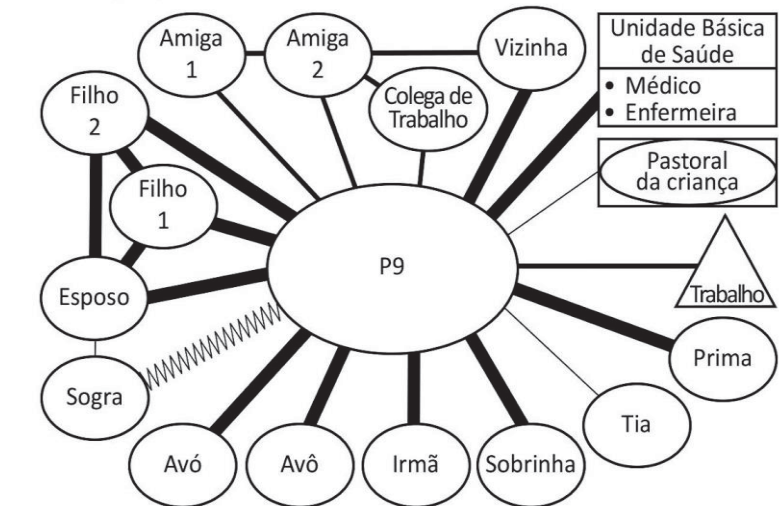 Amiga
1
Amiga
2
Vizinha
Unidade Básica
de Saúde
• Médico
• Enfermeira
Filho
2
Colega de
Trabalho
Pastoral
da criança
Filho
1
P9
Esposo
Trabalho
Prima
Sogra
Tia
Avó
Avô
Irmã
Sobrinha